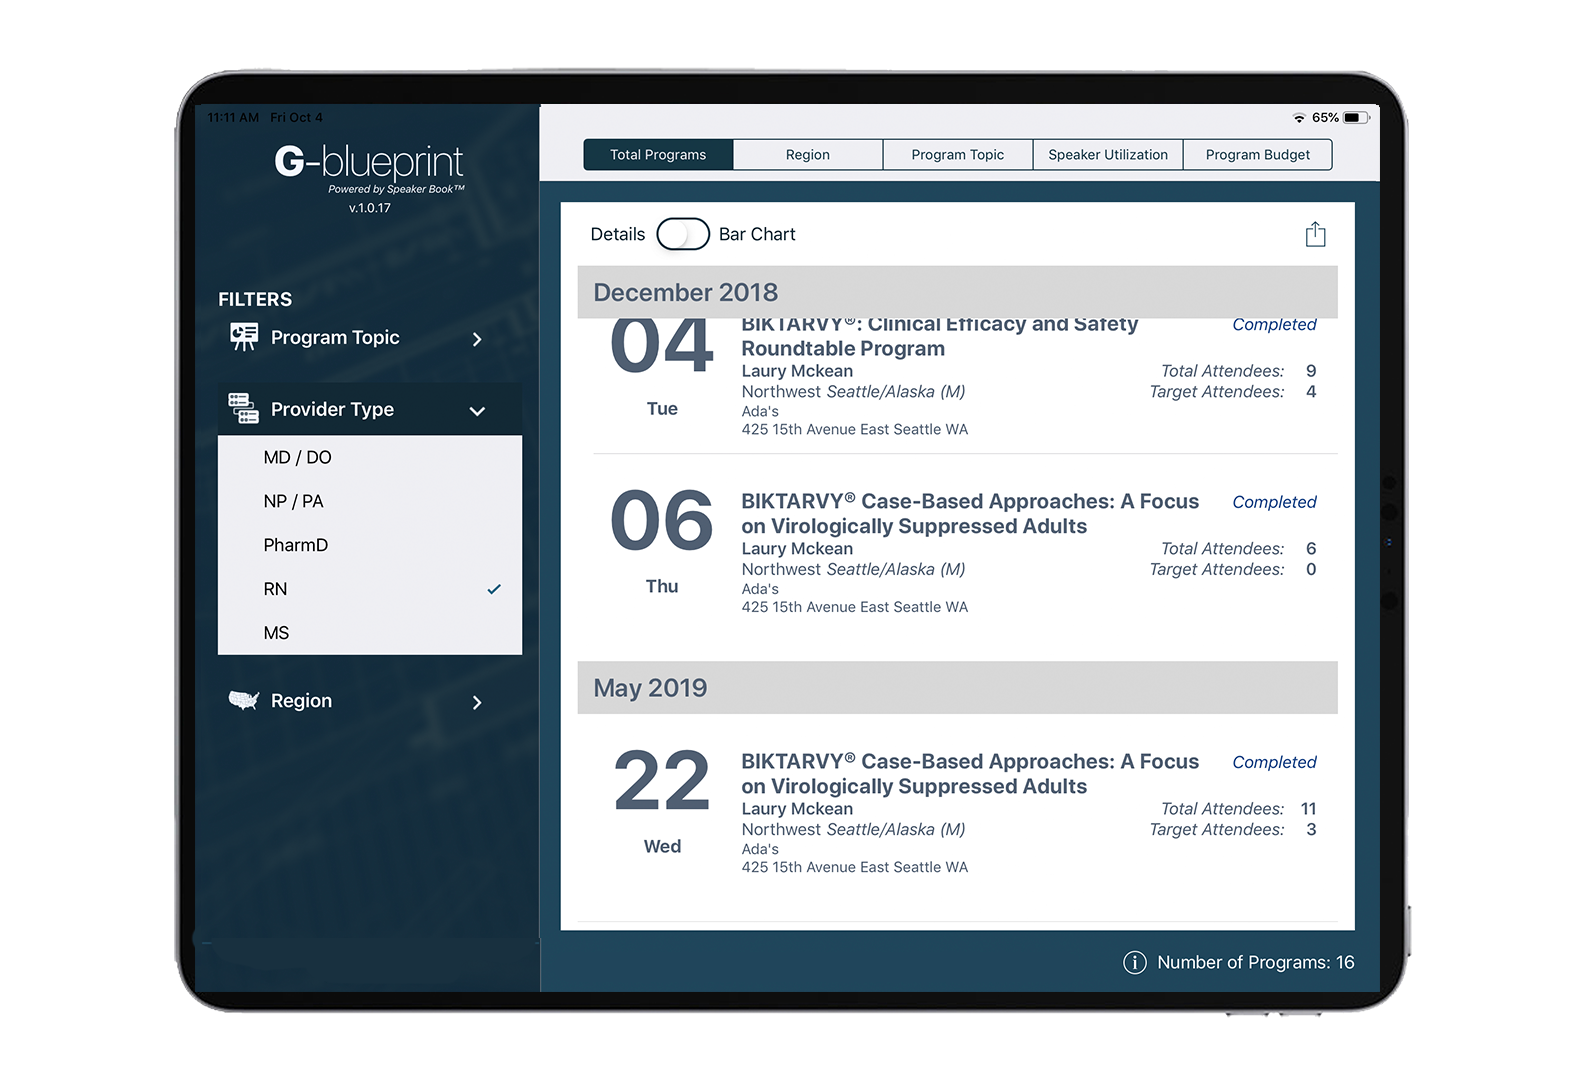 11:11 AM Fri Oct 4
65%
G-blueprint
Powered by Speaker Book™
v.1.0.17
FILTERS
Program Topic
Provider Type
MD / DO
NP / PA
PharmD
RN
MS
Region
Total Programs
Region
Program Topic
Speaker Utilization
Program Budget
Details
Bar Chart
December 2018
04
Tue
BIKTARVY®: Clinical Efficacy and Safety
Roundtable Program
Laury Mckean
Northwest Seattle/Alaska (M)
Ada's
425 15th Avenue East Seattle WA
Completed
Total Attendees: 9
Target Attendees: 4
06
Thu
BIKTARVY® Case-Based Approaches: A Focus
on Virologically Suppressed Adults
Laury Mckean
Northwest Seattle/Alaska (M)
Ada's
425 15th Avenue East Seattle WA
Completed
Total Attendees: 6
Target Attendees: 0
May 2019
22
Wed
BIKTARVY® Case-Based Approaches: A Focus
on Virologically Suppressed Adults
Laury Mckean
Northwest Seattle/Alaska (M)
Ada's
425 15th Avenue East Seattle WA
Completed
Total Attendees: 11
Target Attendees: 3
Number of Programs: 16